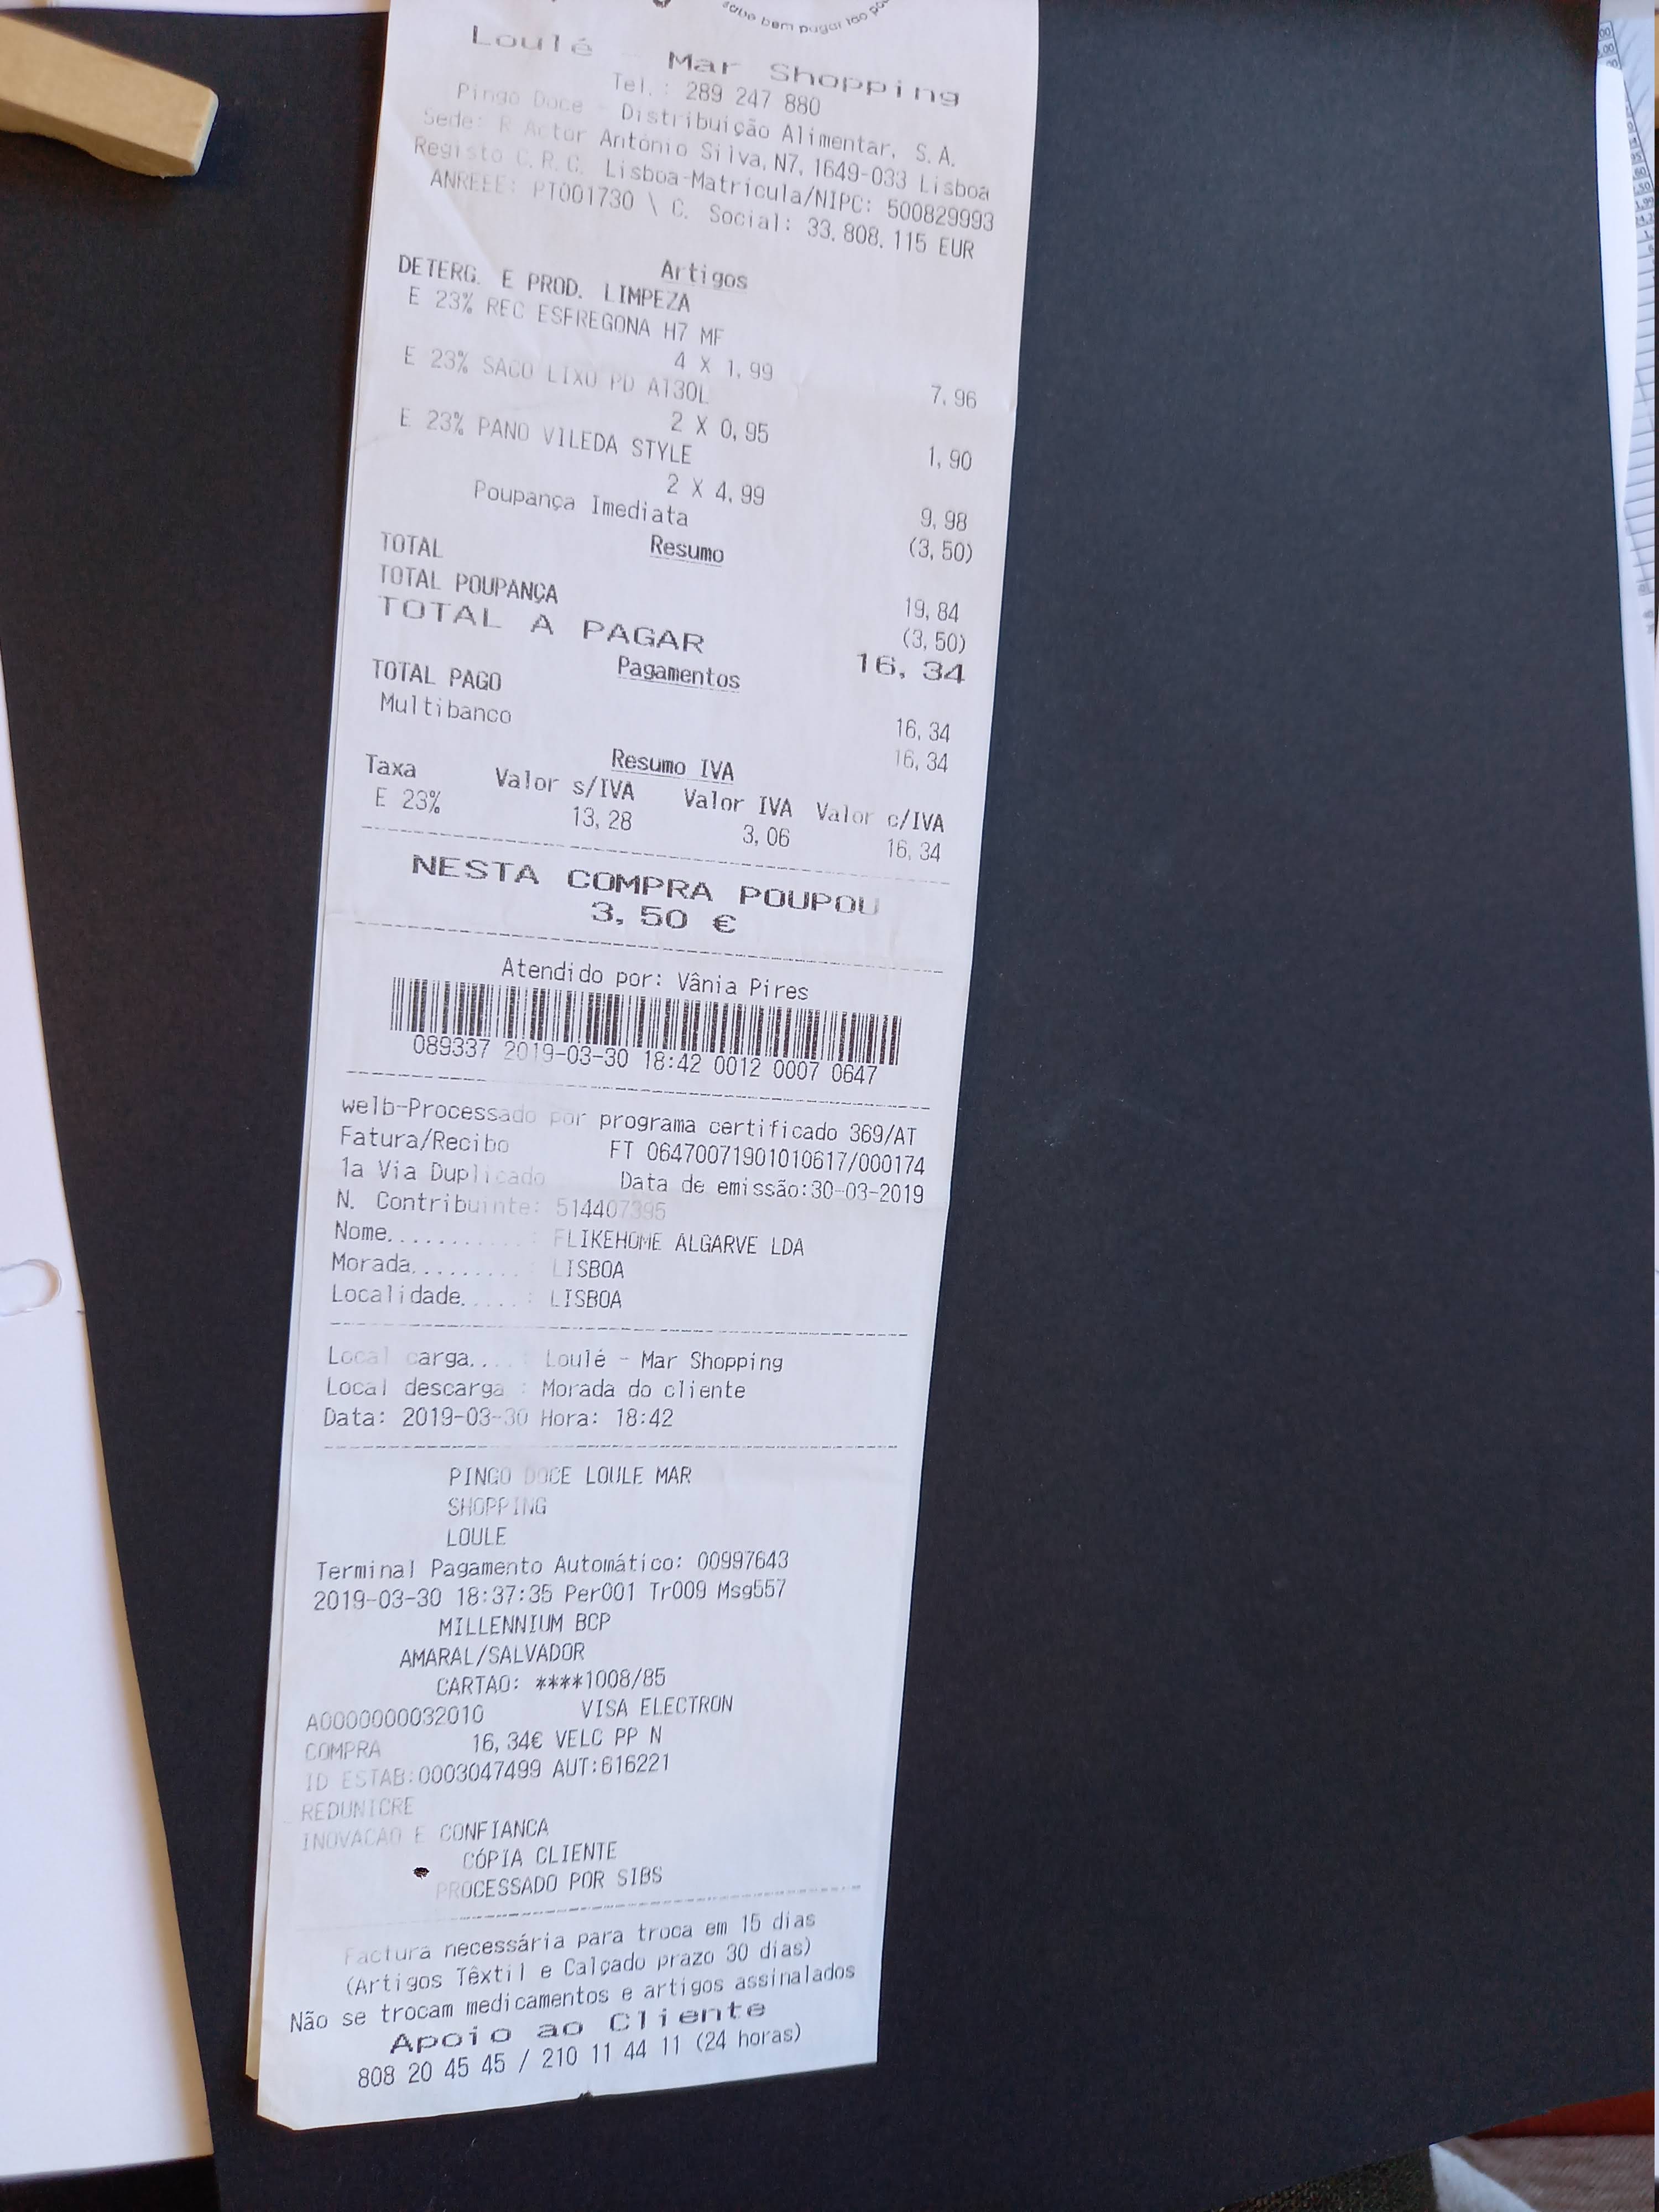 sabe bem pagar tão po
Loulé - Mar Shopping
Tel.: 289 247 880
Pingo Doce - Distribuição Alimentar, S.A.
Sede: R Actor António Silva, N7, 1649-033 Lisboa
Registo C.R.C. Lisboa-Matrícula/NIPC: 500829993
ANREEE: PT001730 \ C. Social: 33.808.115 EUR
Artigos
DETERG. E PROD. LIMPEZA
E 23% REC ESFREGONA H7 MF
4 X 1,99 7,96
E 23% SACO LIXO PD A130L
2 X 0,95 1,90
E 23% PANO VILEDA STYLE
2 X 4,99 9,98
Poupança Imediata (3,50)
Resumo
TOTAL 19,84
TOTAL POUPANÇA (3,50)
TOTAL A PAGAR 16,34
Pagamentos
TOTAL PAGO 16,34
Multibanco 16,34
Resumo IVA
Taxa Valor s/IVA Valor IVA Valor c/IVA
E 23% 13,28 3,06 16,34
NESTA COMPRA POUPOU
3,50 €
Atendido por: Vânia Pires
089337 2019-03-30 18:42 0012 0007 0647
welb-Processado por programa certificado 369/AT
Fatura/Recibo FT 06470071901010617/000174
1a Via Duplicado Data de emissão:30-03-2019
N. Contribuinte: 514407395
Nome...........: FLIKEHOME ALGARVE LDA
Morada.........: LISBOA
Localidade.....: LISBOA
Local carga....: Loulé - Mar Shopping
Local descarga : Morada do cliente
Data: 2019-03-30 Hora: 18:42
PINGO DOCE LOULE MAR
SHOPPING
LOULE
Terminal Pagamento Automático: 00997643
2019-03-30 18:37:35 Per001 Tr009 Msg557
MILLENNIUM BCP
AMARAL/SALVADOR
CARTAO: ****1008/85
A0000000032010 VISA ELECTRON
COMPRA 16,34€ VELC PP N
ID ESTAB:0003047499 AUT:616221
REDUNICRE
INOVACAO E CONFIANCA
CÓPIA CLIENTE
PROCESSADO POR SIBS
Factura necessária para troca em 15 dias
(Artigos Têxtil e Calçado prazo 30 dias)
Não se trocam medicamentos e artigos assinalados
Apoio ao Cliente
808 20 45 45 / 210 11 44 11 (24 horas)